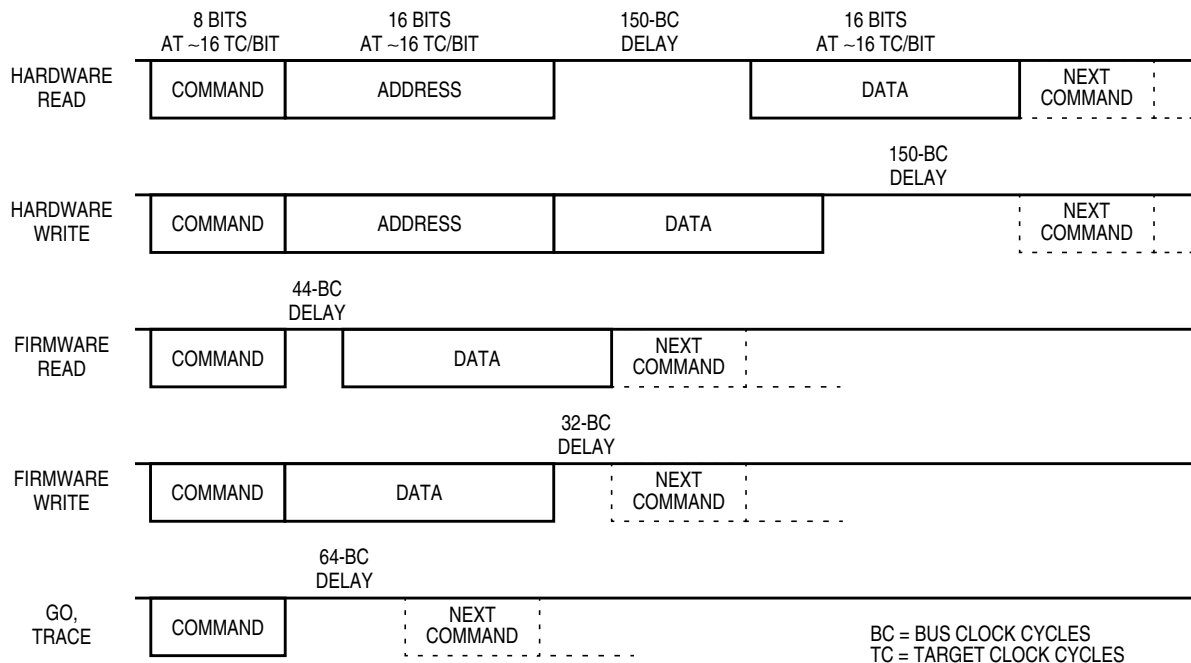 8 BITS
AT ~16 TC/BIT
16 BITS
AT ~16 TC/BIT
150-BC
DELAY
16 BITS
AT ~16 TC/BIT
HARDWARE
READ
COMMAND
ADDRESS
DATA
NEXT
COMMAND
150-BC
DELAY
HARDWARE
WRITE
COMMAND
ADDRESS
DATA
NEXT
COMMAND
44-BC
DELAY
FIRMWARE
READ
COMMAND
DATA
NEXT
COMMAND
32-BC
DELAY
FIRMWARE
WRITE
COMMAND
DATA
NEXT
COMMAND
64-BC
DELAY
GO,
TRACE
COMMAND
NEXT
COMMAND
BC = BUS CLOCK CYCLES
TC = TARGET CLOCK CYCLES